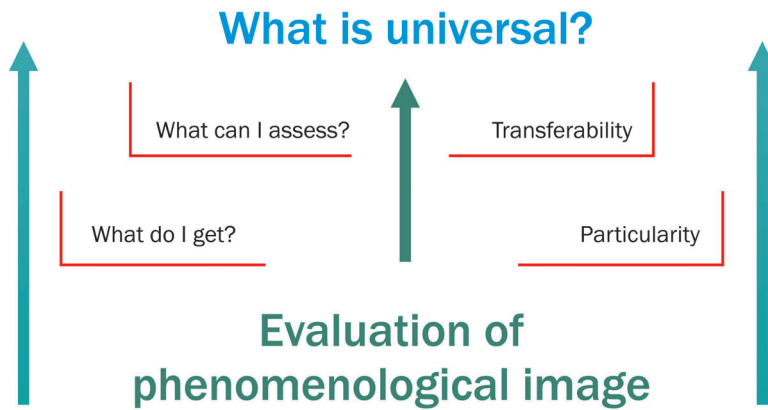 What is universal?
What can I assess?
Transferability
What do I get?
Particularity
Evaluation of
phenomenological image